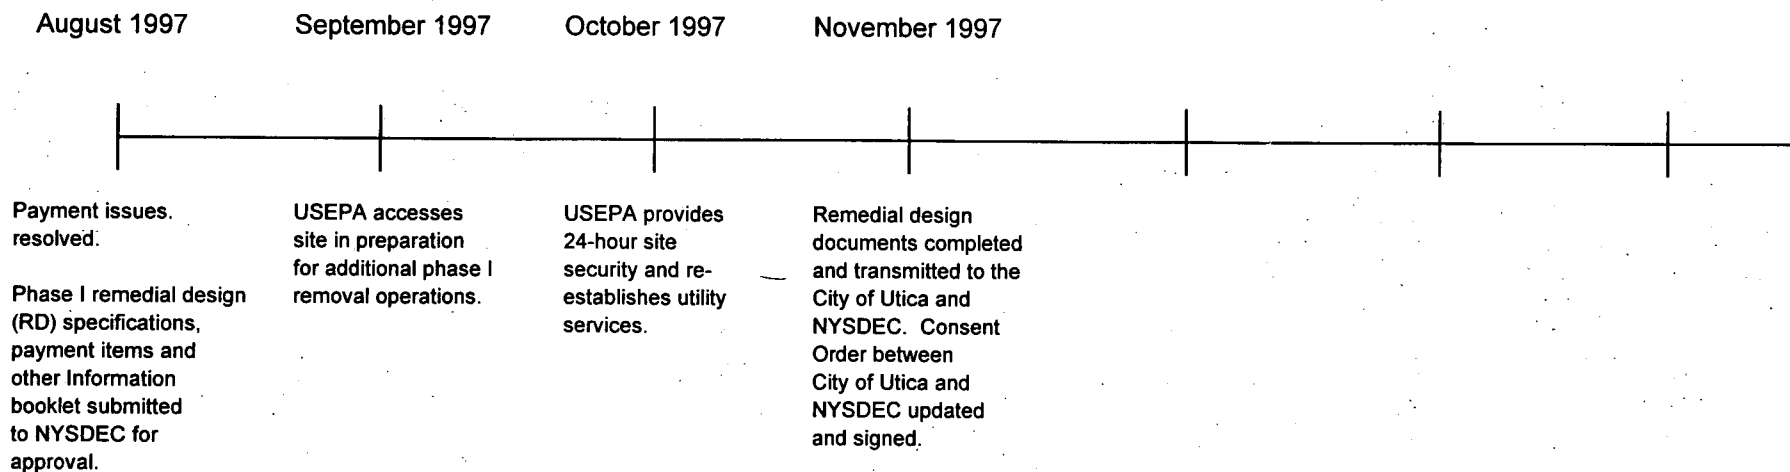 August 1997
September 1997
October 1997
November 1997
Payment issues.
resolved.
Phase I remedial design
(RD) specifications,
payment items and
other Information
booklet submitted
to NYSDEC for
approval.
USEPA accesses
site in preparation
for additional phase I
removal operations.
USEPA provides
24-hour site
security and re-
establishes utility
services.
Remedial design
documents completed
and transmitted to the
City of Utica and
NYSDEC. Consent
Order between
City of Utica and
NYSDEC updated
and signed.